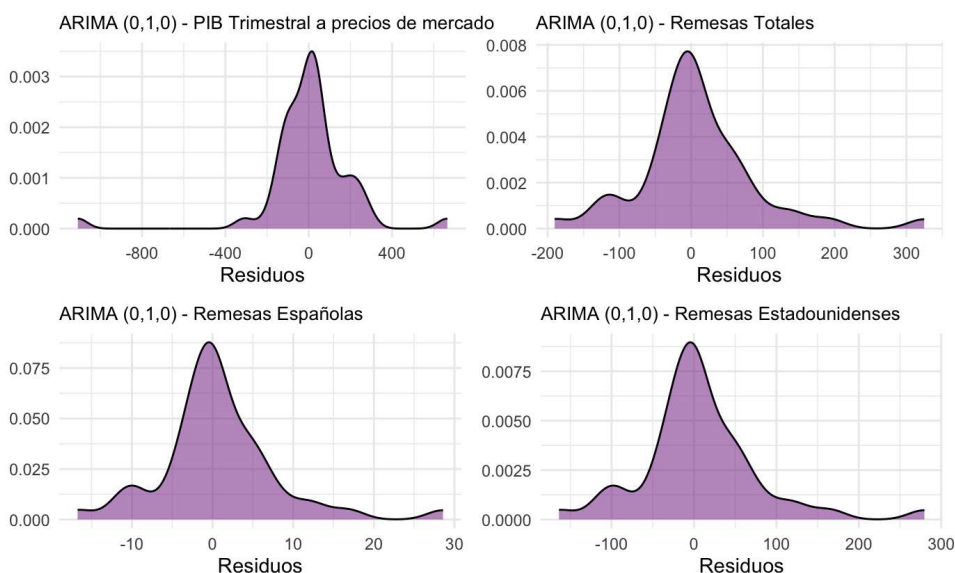 ARIMA (0,1,0) - PIB Trimestral a precios de mercado
0.003
0.002
0.001
0.000
-800 -400 0 400
Residuos
ARIMA (0,1,0) - Remesas Totales
0.008
0.006
0.004
0.002
0.000
-200 -100 0 100 200 300
Residuos
ARIMA (0,1,0) - Remesas Españolas
0.075
0.050
0.025
0.000
-10 0 10 20 30
Residuos
ARIMA (0,1,0) - Remesas Estadounidenses
0.0075
0.0050
0.0025
0.0000
-100 0 100 200 300
Residuos